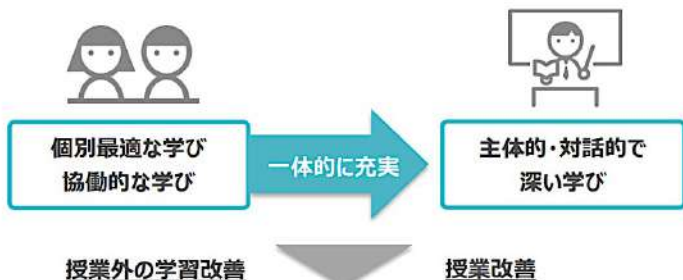 個別最適な学び
協働的な学び
一体的に充実
主体的・対話的で
深い学び
授業外の学習改善
授業改善